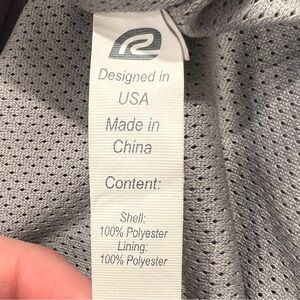 Designed in
USA
Made in
China
Content:
Shell:
100% Polyester
Lining:
100% Polyester